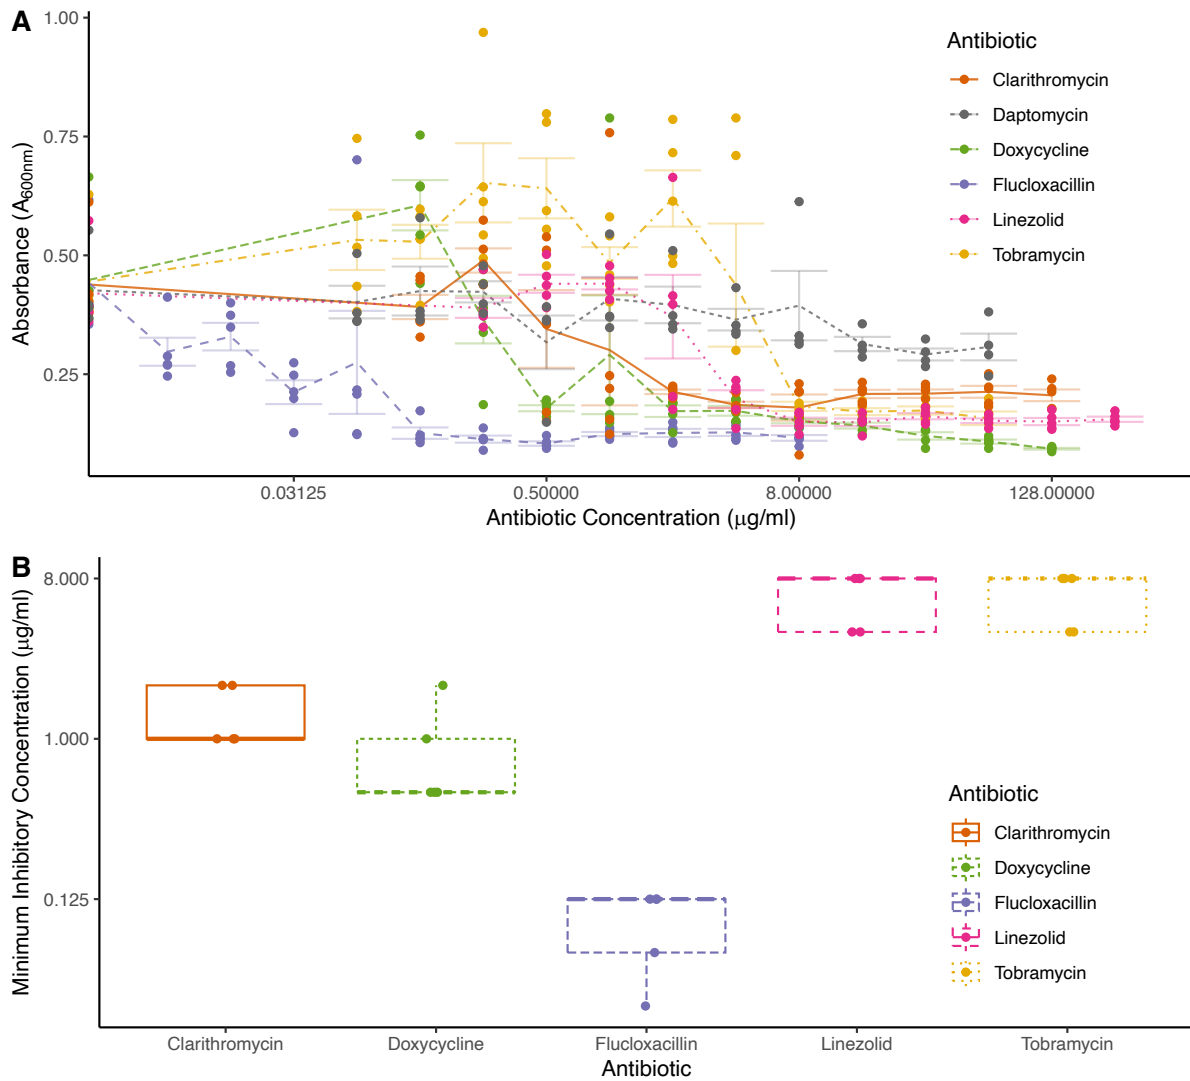 A
1.00
0.75
0.50
0.25
Absorbance (A600nm)
0.03125
0.50000
8.00000
128.00000
Antibiotic Concentration (μg/ml)
Antibiotic
Clarithromycin
Daptomycin
Doxycycline
Flucloxacillin
Linezolid
Tobramycin
B
8.000
1.000
0.125
Minimum Inhibitory Concentration (μg/ml)
Clarithromycin
Doxycycline
Flucloxacillin
Linezolid
Tobramycin
Antibiotic
Antibiotic
Clarithromycin
Doxycycline
Flucloxacillin
Linezolid
Tobramycin